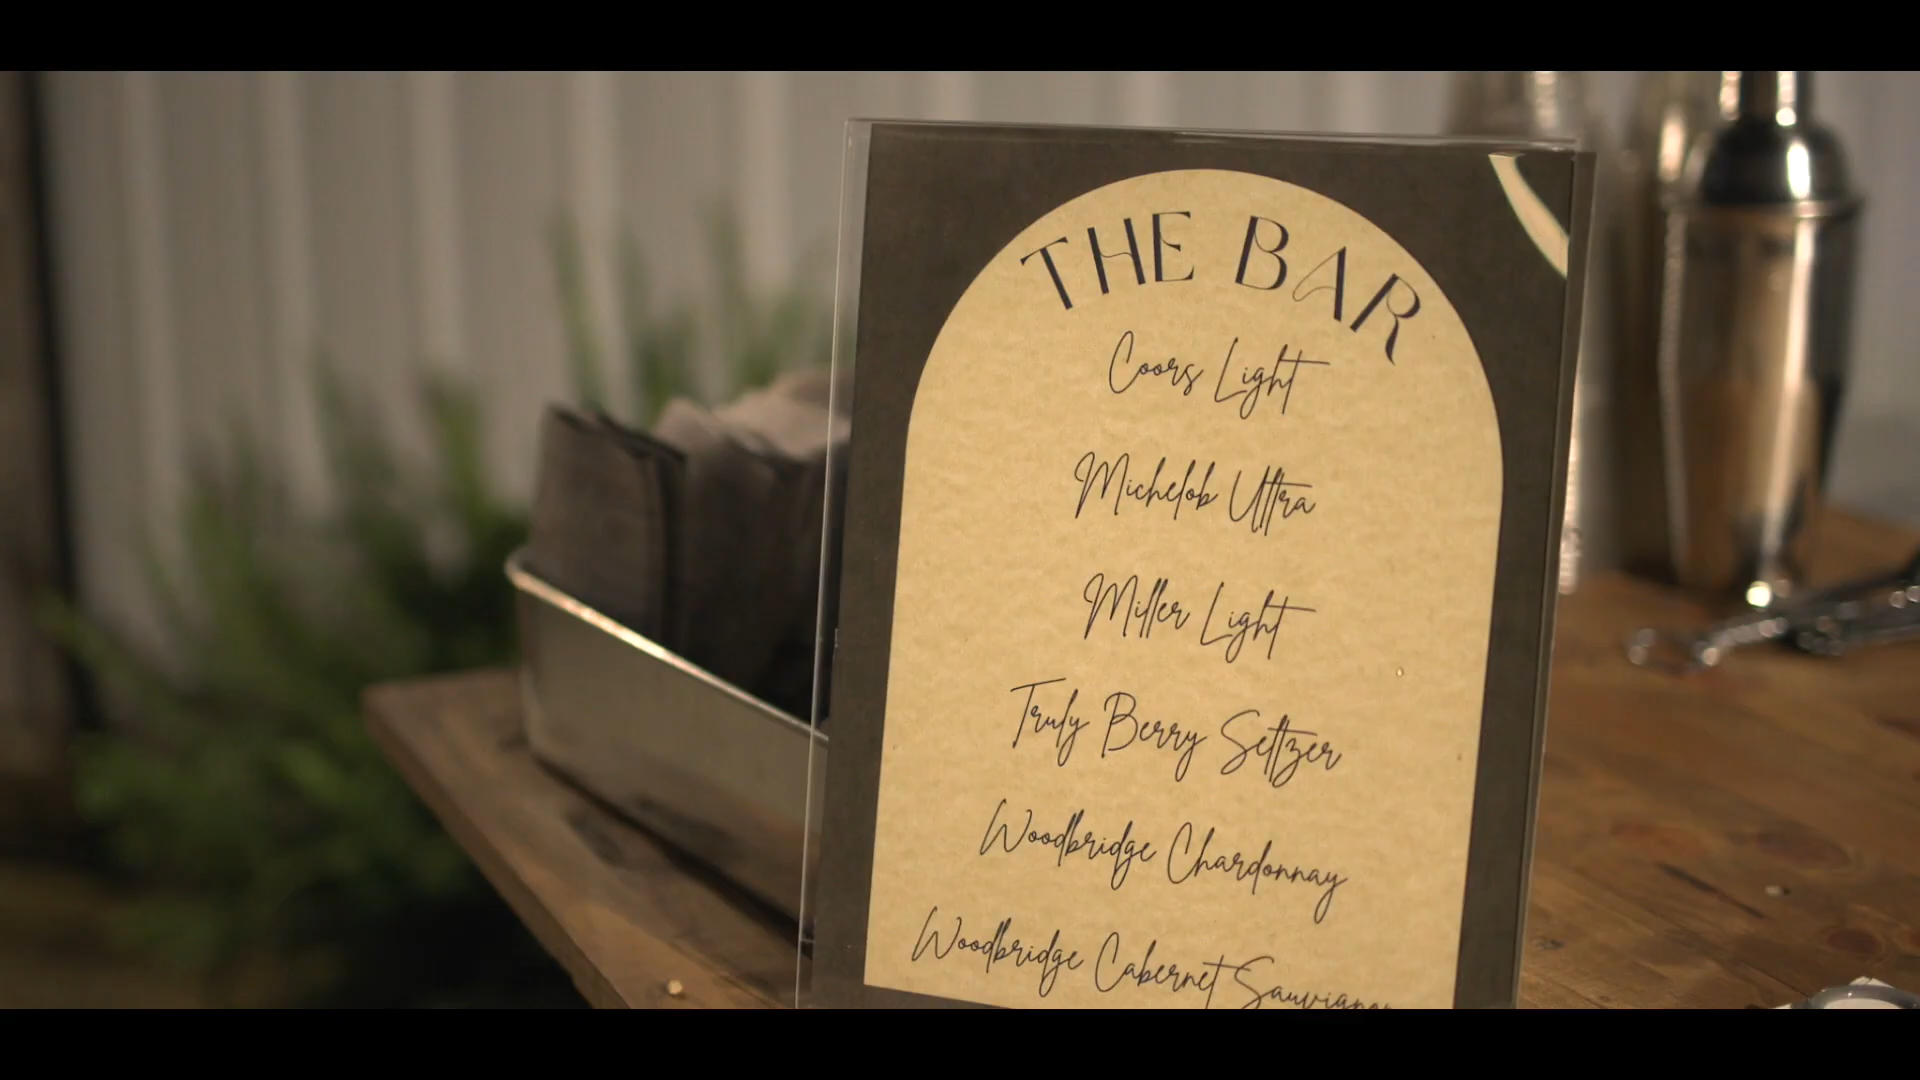 THE BAR
Coors Light
Michelob Ultra
Miller Light
Truly Berry Seltzer
Woodbridge Chardonnay
Woodbridge Cabernet